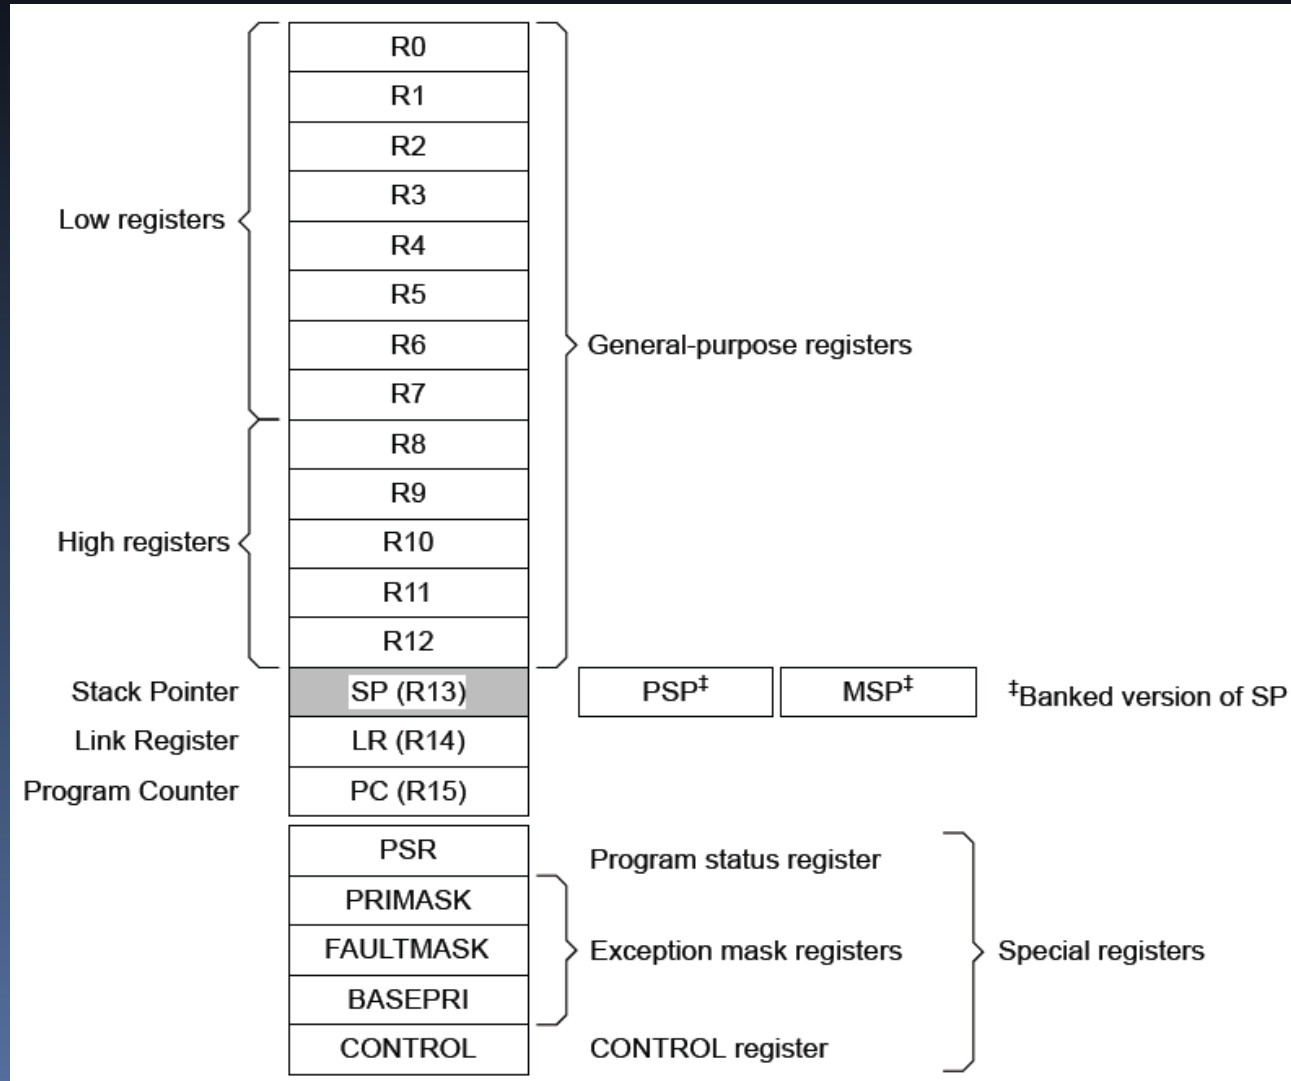 R0
R1
R2
R3
Low registers
R4
R5
R6
General-purpose registers
R7
R8
R9
High registers
R10
R11
R12
Stack Pointer SP (R13) PSP‡ MSP‡ ‡Banked version of SP
Link Register LR (R14)
Program Counter PC (R15)
PSR Program status register
PRIMASK
FAULTMASK Exception mask registers Special registers
BASEPRI
CONTROL CONTROL register